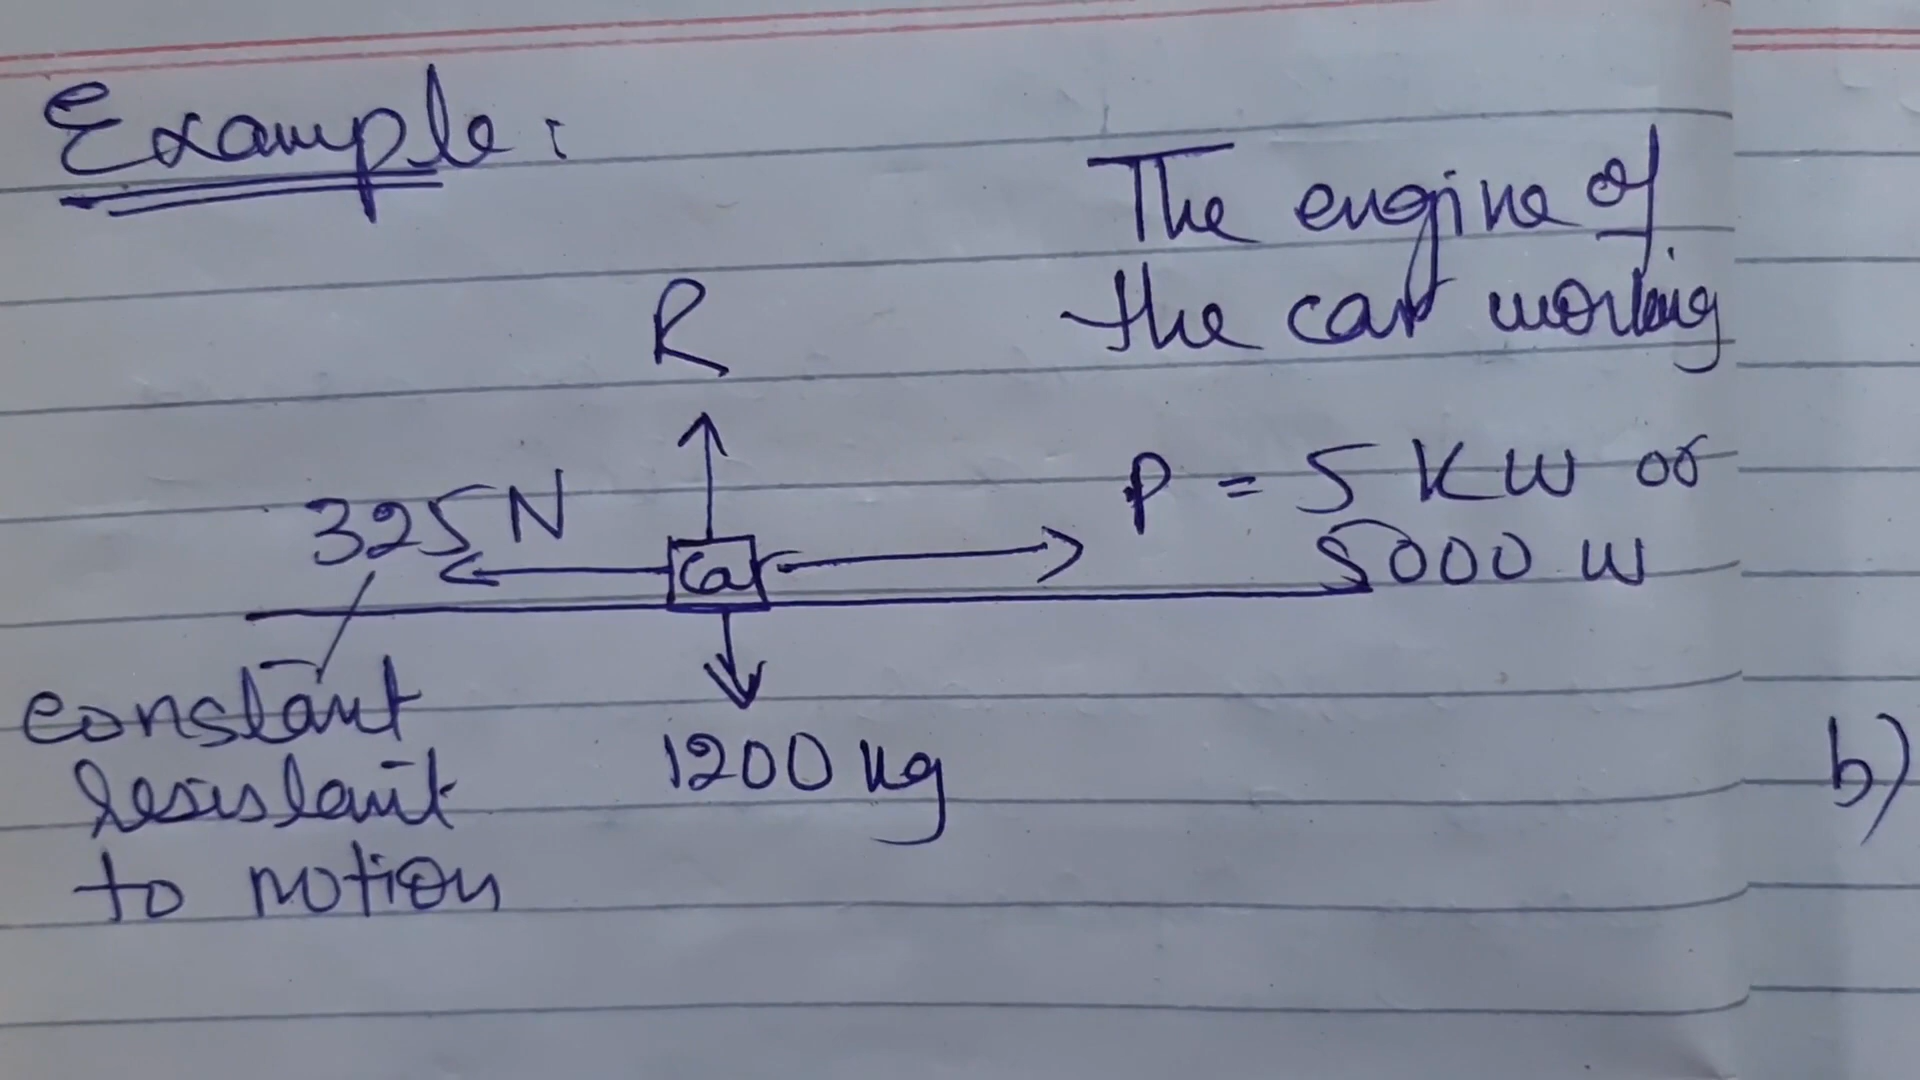 Example:
The engine of
the car working
R
325N
Car
P = 5 KW or
5000 W
constant
resistant
to motion
1200 kg
b)